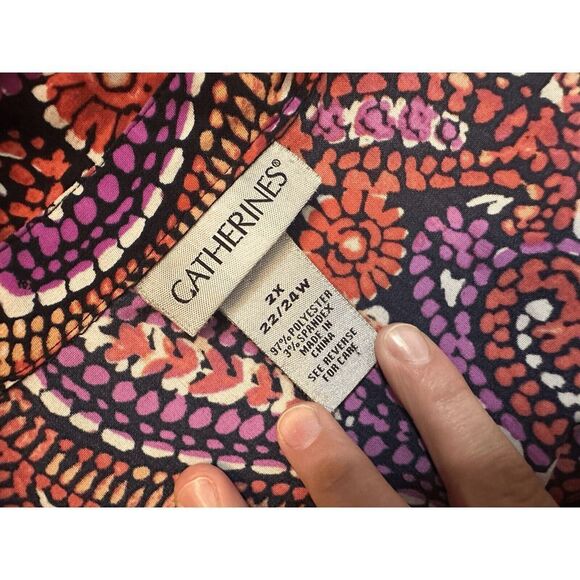 CATHERINES®
2X
22/24W
97% POLYESTER
3% SPANDEX
MADE IN
CHINA
SEE REVERSE
FOR CARE